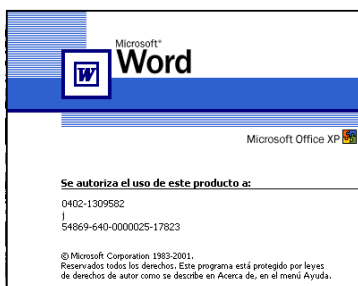 Microsoft®
Word
Microsoft Office XP
Se autoriza el uso de este producto a:
0402-1309582
j
54869-640-0000025-17823
© Microsoft Corporation 1983-2001.
Reservados todos los derechos. Este programa está protegido por leyes
de derechos de autor como se describe en Acerca de, en el menú Ayuda.